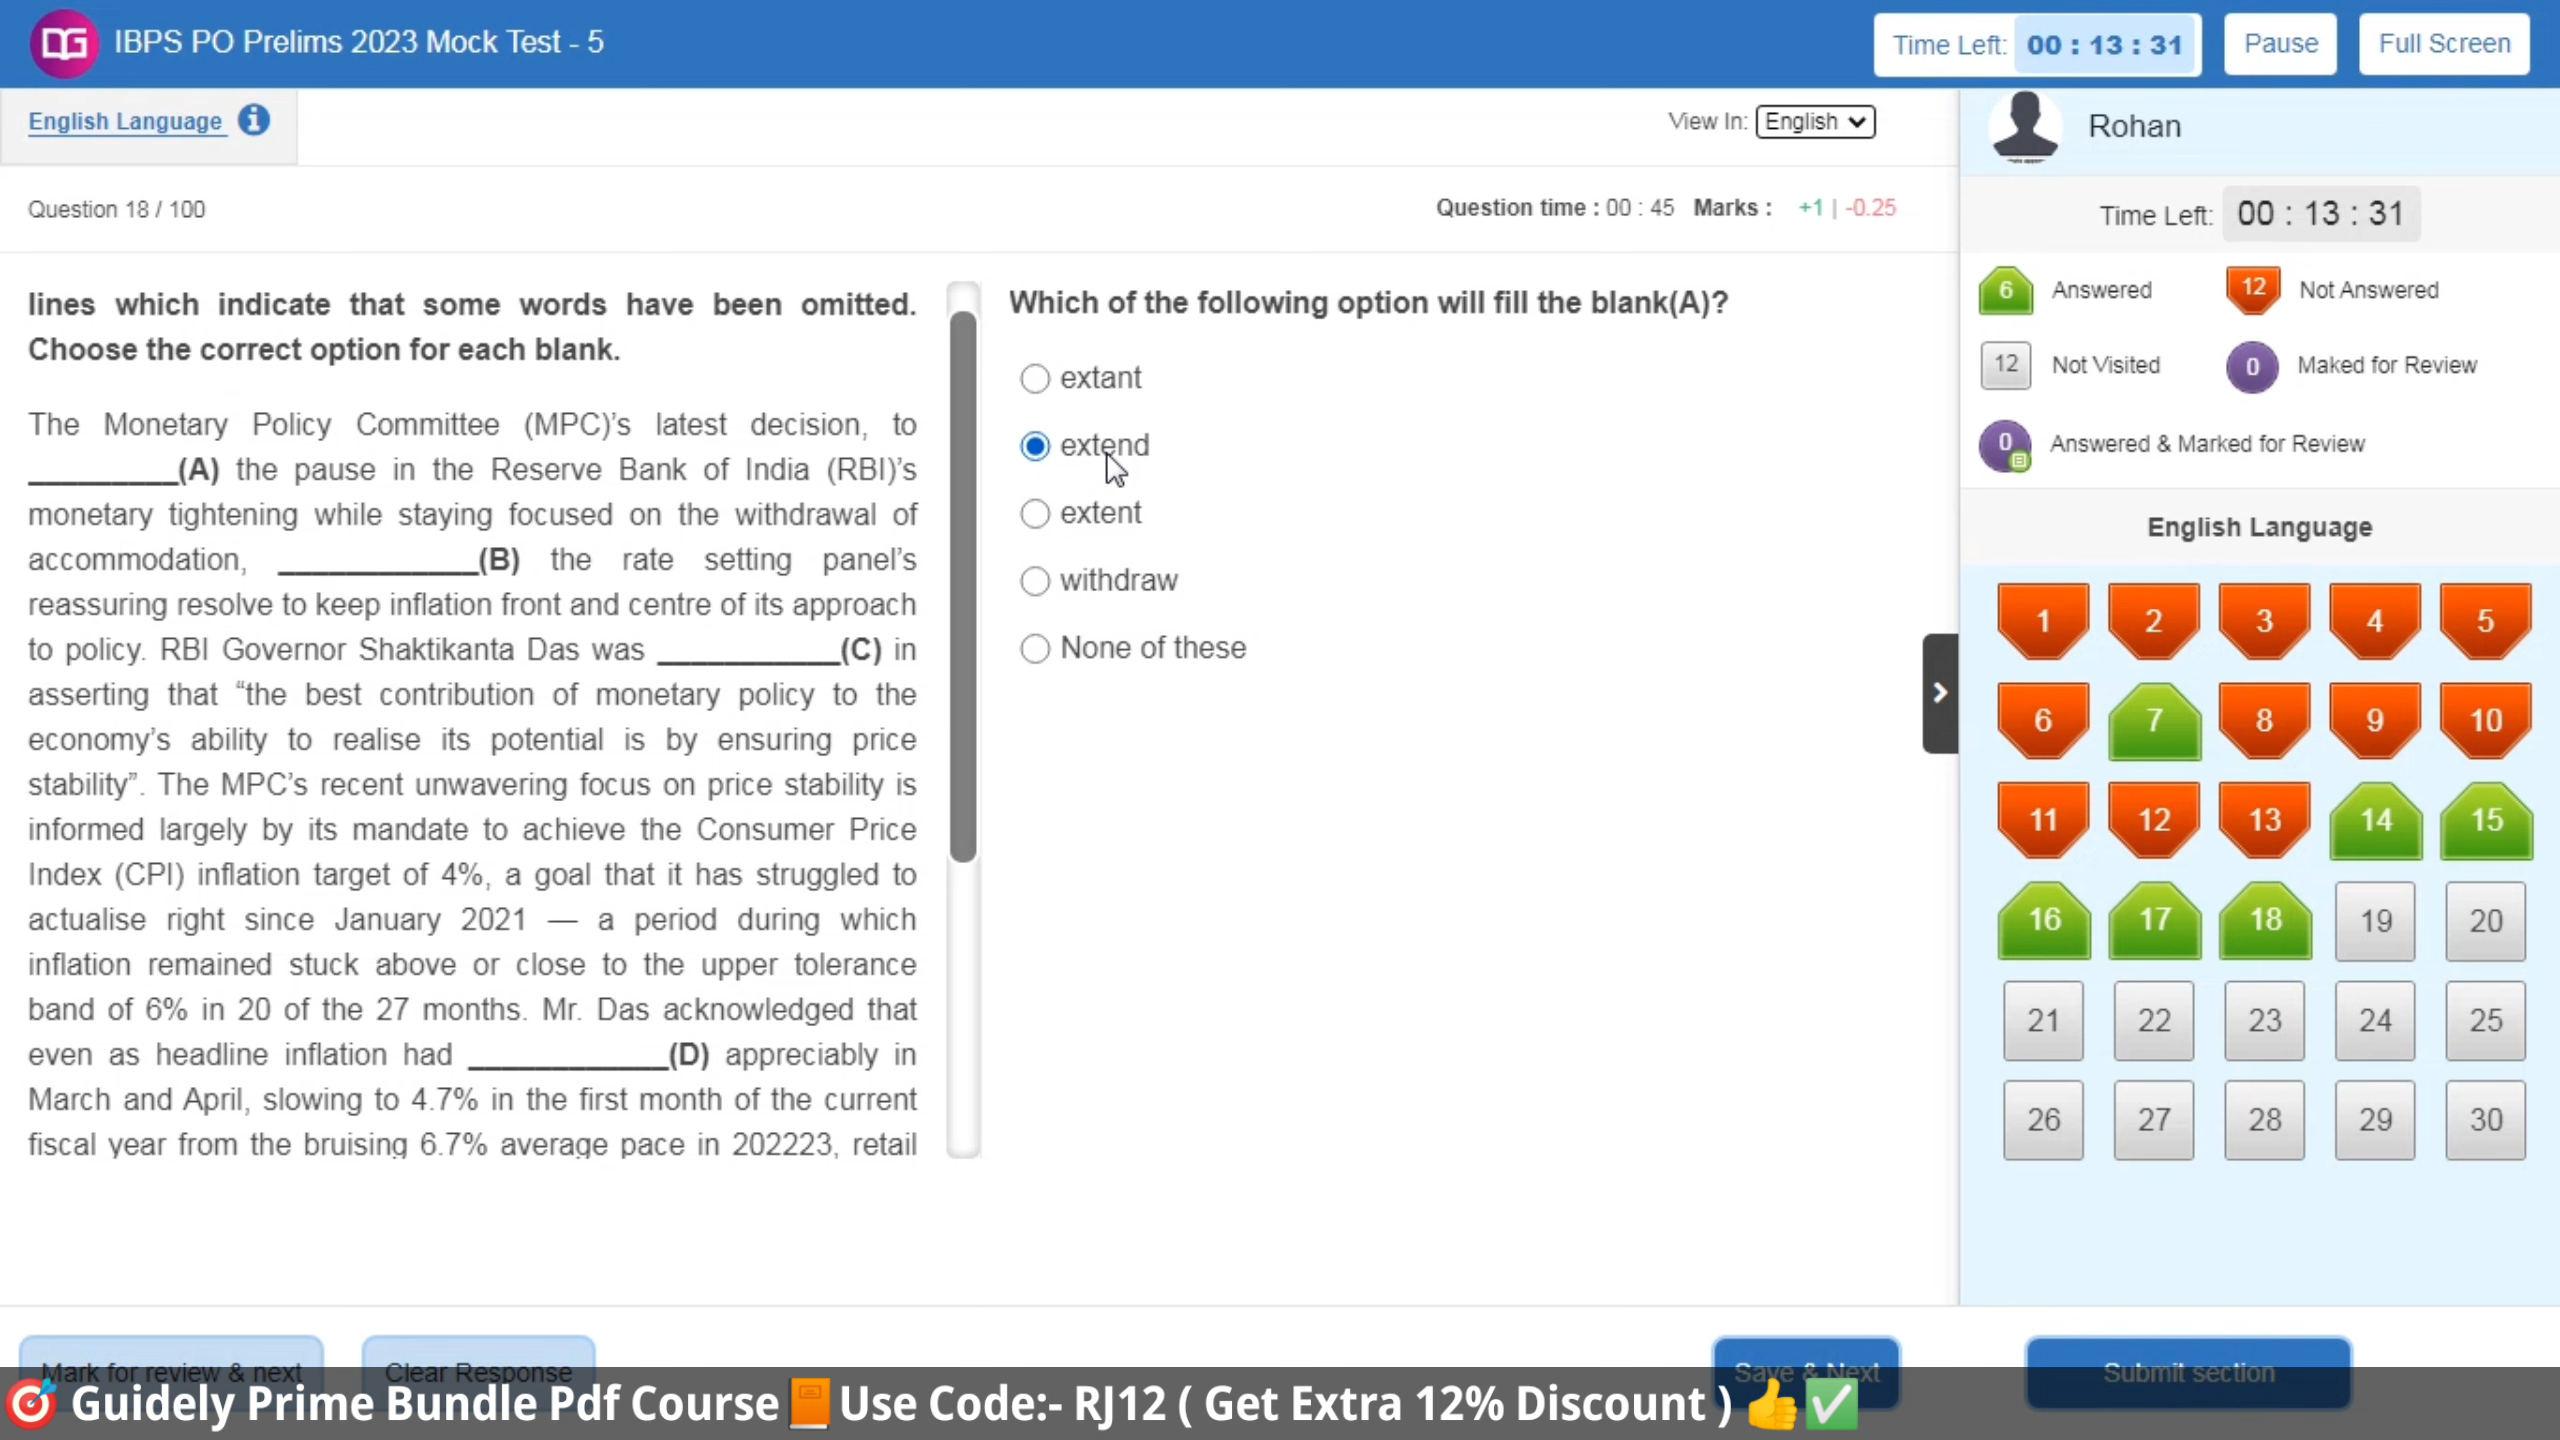 IBPS PO Prelims 2023 Mock Test - 5
Time Left: 00 : 13 : 31
Pause
Full Screen
English Language
View In: English
Rohan
Question 18 / 100
Question time : 00 : 45 Marks : +1 | -0.25
Time Left: 00 : 13 : 31
6 Answered
12 Not Answered
12 Not Visited
0 Maked for Review
0 Answered & Marked for Review
lines which indicate that some words have been omitted.
Choose the correct option for each blank.
The Monetary Policy Committee (MPC)’s latest decision, to
_________(A) the pause in the Reserve Bank of India (RBI)’s
monetary tightening while staying focused on the withdrawal of
accommodation, ____________(B) the rate setting panel’s
reassuring resolve to keep inflation front and centre of its approach
to policy. RBI Governor Shaktikanta Das was ___________(C) in
asserting that “the best contribution of monetary policy to the
economy’s ability to realise its potential is by ensuring price
stability”. The MPC’s recent unwavering focus on price stability is
informed largely by its mandate to achieve the Consumer Price
Index (CPI) inflation target of 4%, a goal that it has struggled to
actualise right since January 2021 — a period during which
inflation remained stuck above or close to the upper tolerance
band of 6% in 20 of the 27 months. Mr. Das acknowledged that
even as headline inflation had ____________(D) appreciably in
March and April, slowing to 4.7% in the first month of the current
fiscal year from the bruising 6.7% average pace in 202223, retail
Which of the following option will fill the blank(A)?
extant
extend
extent
withdraw
None of these
English Language
1 2 3 4 5
6 7 8 9 10
11 12 13 14 15
16 17 18 19 20
21 22 23 24 25
26 27 28 29 30
Mark for review & next
Clear Response
Save & Next
Submit section
Guidely Prime Bundle Pdf Course Use Code:- RJ12 ( Get Extra 12% Discount )